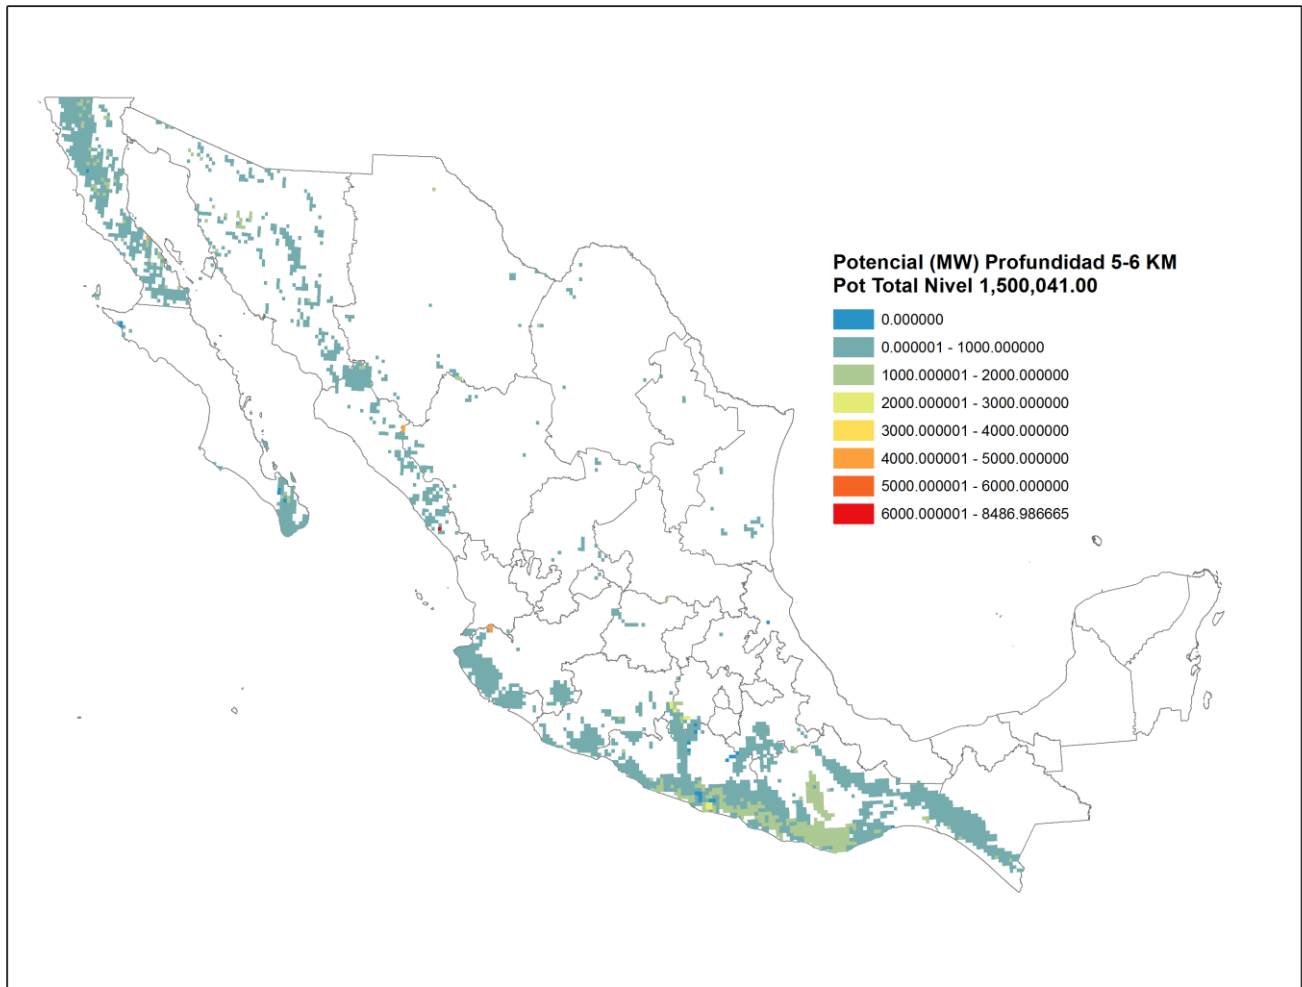 Potencial (MW) Profundidad 5-6 KM
Pot Total Nivel 1,500,041.00
0.000000
0.000001 - 1000.000000
1000.000001 - 2000.000000
2000.000001 - 3000.000000
3000.000001 - 4000.000000
4000.000001 - 5000.000000
5000.000001 - 6000.000000
6000.000001 - 8486.986665